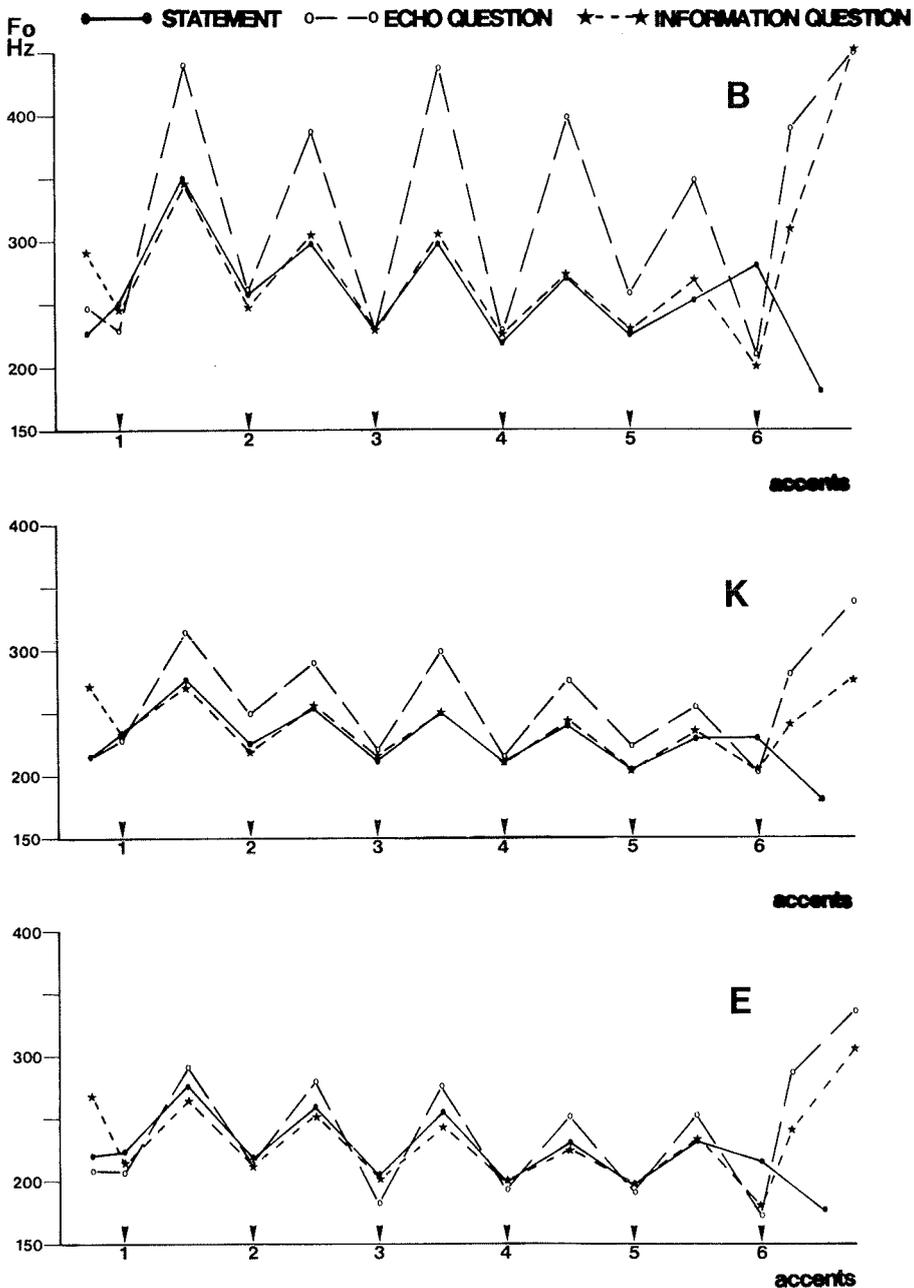 STATEMENT ECHO QUESTION INFORMATION QUESTION
Fo
Hz
B
400
300
200
150
1 2 3 4 5 6
accents
400
K
300
200
150
1 2 3 4 5 6
accents
400
E
300
200
150
1 2 3 4 5 6
accents